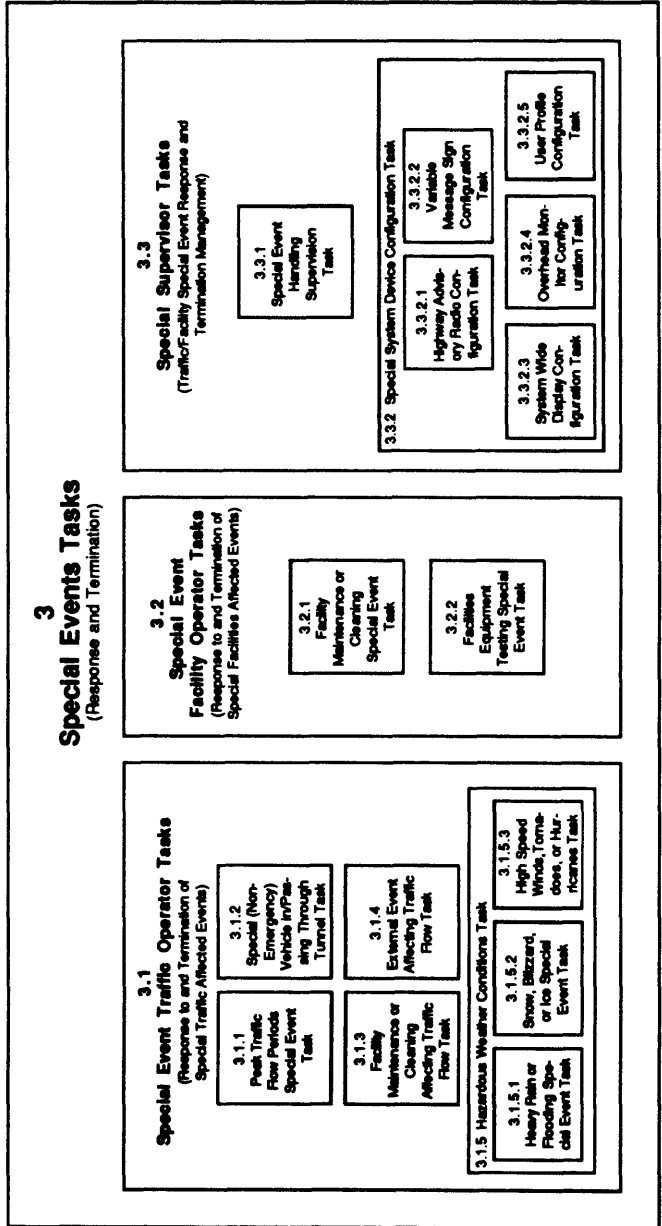 3
Special Events Tasks
(Response and Termination)
3.1
Special Event Traffic Operator Tasks
(Response to and Termination of
Special Traffic Affected Events)
3.1.1
Peak Traffic
Flow Periods
Special Event
Task
3.1.2
Special (Non-
Emergency)
Vehicle in/Pas-
sing Through
Tunnel Task
3.1.3
Facility
Maintenance or
Cleaning
Affecting Traffic
Flow Task
3.1.4
External Event
Affecting Traffic
Flow Task
3.1.5 Hazardous Weather Conditions Task
3.1.5.1
Heavy Rain or
Flooding Spe-
cial Event Task
3.1.5.2
Snow, Blizzard,
or Ice Special
Event Task
3.1.5.3
High Speed
Winds, Torna-
does, or Hur-
ricanes Task
3.2
Special Event
Facility Operator Tasks
(Response to and Termination of
Special Facilities Affected Events)
3.2.1
Facility
Maintenance or
Cleaning
Special Event
Task
3.2.2
Facilities
Equipment
Testing Special
Event Task
3.3
Special Supervisor Tasks
(Traffic/Facility Special Event Response and
Termination Management)
3.3.1
Special Event
Handling
Supervision
Task
3.3.2 Special System Device Configuration Task
3.3.2.1
Highway Advis-
ory Radio Con-
figuration Task
3.3.2.2
Variable
Message Sign
Configuration
Task
3.3.2.3
System Wide
Display Con-
figuration Task
3.3.2.4
Overhead Mon-
itor Config-
uration Task
3.3.2.5
User Profile
Configuration
Task